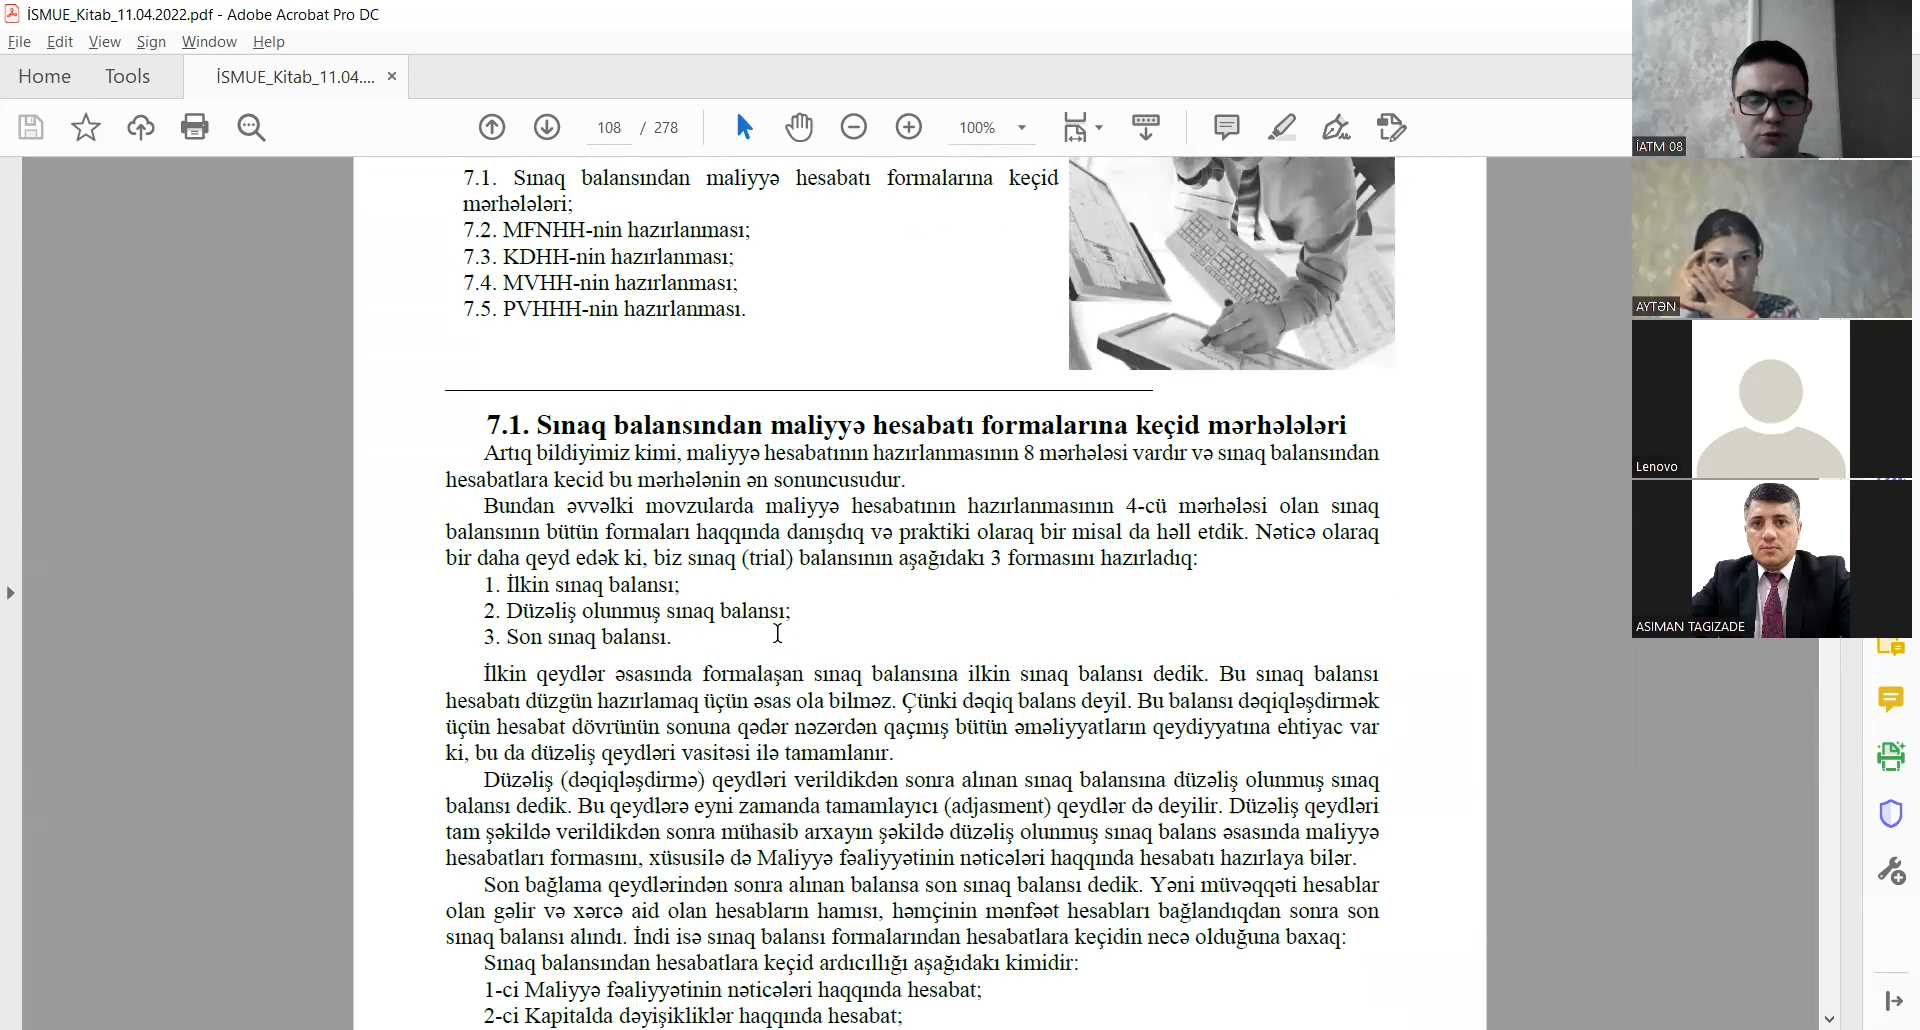 İSMUE_Kitab_11.04.2022.pdf - Adobe Acrobat Pro DC
File Edit View Sign Window Help
Home Tools İSMUE_Kitab_11.04.... ×
108 / 278 100%
7.1. Sınaq balansından maliyyə hesabatı formalarına keçid
mərhələləri;
7.2. MFNHH-nin hazırlanması;
7.3. KDHH-nin hazırlanması;
7.4. MVHH-nin hazırlanması;
7.5. PVHHH-nin hazırlanması.
7.1. Sınaq balansından maliyyə hesabatı formalarına keçid mərhələləri
Artıq bildiyimiz kimi, maliyyə hesabatının hazırlanmasının 8 mərhələsi vardır və sınaq balansından
hesabatlara kecid bu mərhələnin ən sonuncusudur.
Bundan əvvəlki movzularda maliyyə hesabatının hazırlanmasının 4-cü mərhələsi olan sınaq
balansının bütün formaları haqqında danışdıq və praktiki olaraq bir misal da həll etdik. Nəticə olaraq
bir daha qeyd edək ki, biz sınaq (trial) balansının aşağıdakı 3 formasını hazırladıq:
1. İlkin sınaq balansı;
2. Düzəliş olunmuş sınaq balansı;
3. Son sınaq balansı.
İlkin qeydlər əsasında formalaşan sınaq balansına ilkin sınaq balansı dedik. Bu sınaq balansı
hesabatı düzgün hazırlamaq üçün əsas ola bilməz. Çünki dəqiq balans deyil. Bu balansı dəqiqləşdirmək
üçün hesabat dövrünün sonuna qədər nəzərdən qaçmış bütün əməliyyatların qeydiyyatına ehtiyac var
ki, bu da düzəliş qeydləri vasitəsi ilə tamamlanır.
Düzəliş (dəqiqləşdirmə) qeydləri verildikdən sonra alınan sınaq balansına düzəliş olunmuş sınaq
balansı dedik. Bu qeydlərə eyni zamanda tamamlayıcı (adjasment) qeydlər də deyilir. Düzəliş qeydləri
tam şəkildə verildikdən sonra mühasib arxayın şəkildə düzəliş olunmuş sınaq balans əsasında maliyyə
hesabatları formasını, xüsusilə də Maliyyə fəaliyyətinin nəticələri haqqında hesabatı hazırlaya bilər.
Son bağlama qeydlərindən sonra alınan balansa son sınaq balansı dedik. Yəni müvəqqəti hesablar
olan gəlir və xərcə aid olan hesabların hamısı, həmçinin mənfəət hesabları bağlandıqdan sonra son
sınaq balansı alındı. İndi isə sınaq balansı formalarından hesabatlara keçidin necə olduğuna baxaq:
Sınaq balansından hesabatlara keçid ardıcıllığı aşağıdakı kimidir:
1-ci Maliyyə fəaliyyətinin nəticələri haqqında hesabat;
2-ci Kapitalda dəyişikliklər haqqında hesabat;
İATM 08
AYTƏN
Lenovo
ASIMAN TAGIZADE